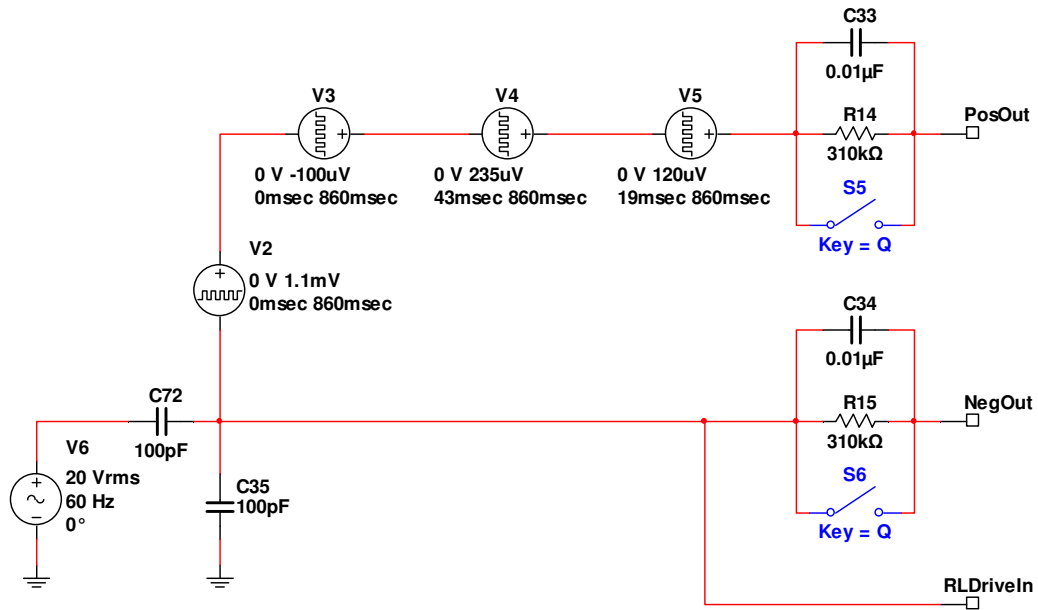 C33
0.01µF
V3
V4
V5
R14
PosOut
310kΩ
0 V -100uV
0msec 860msec
0 V 235uV
43msec 860msec
0 V 120uV
19msec 860msec
S5
Key = Q
V2
0 V 1.1mV
0msec 860msec
C34
0.01µF
C72
100pF
R15
NegOut
310kΩ
V6
20 Vrms
60 Hz
0°
C35
100pF
S6
Key = Q
RLDriveIn